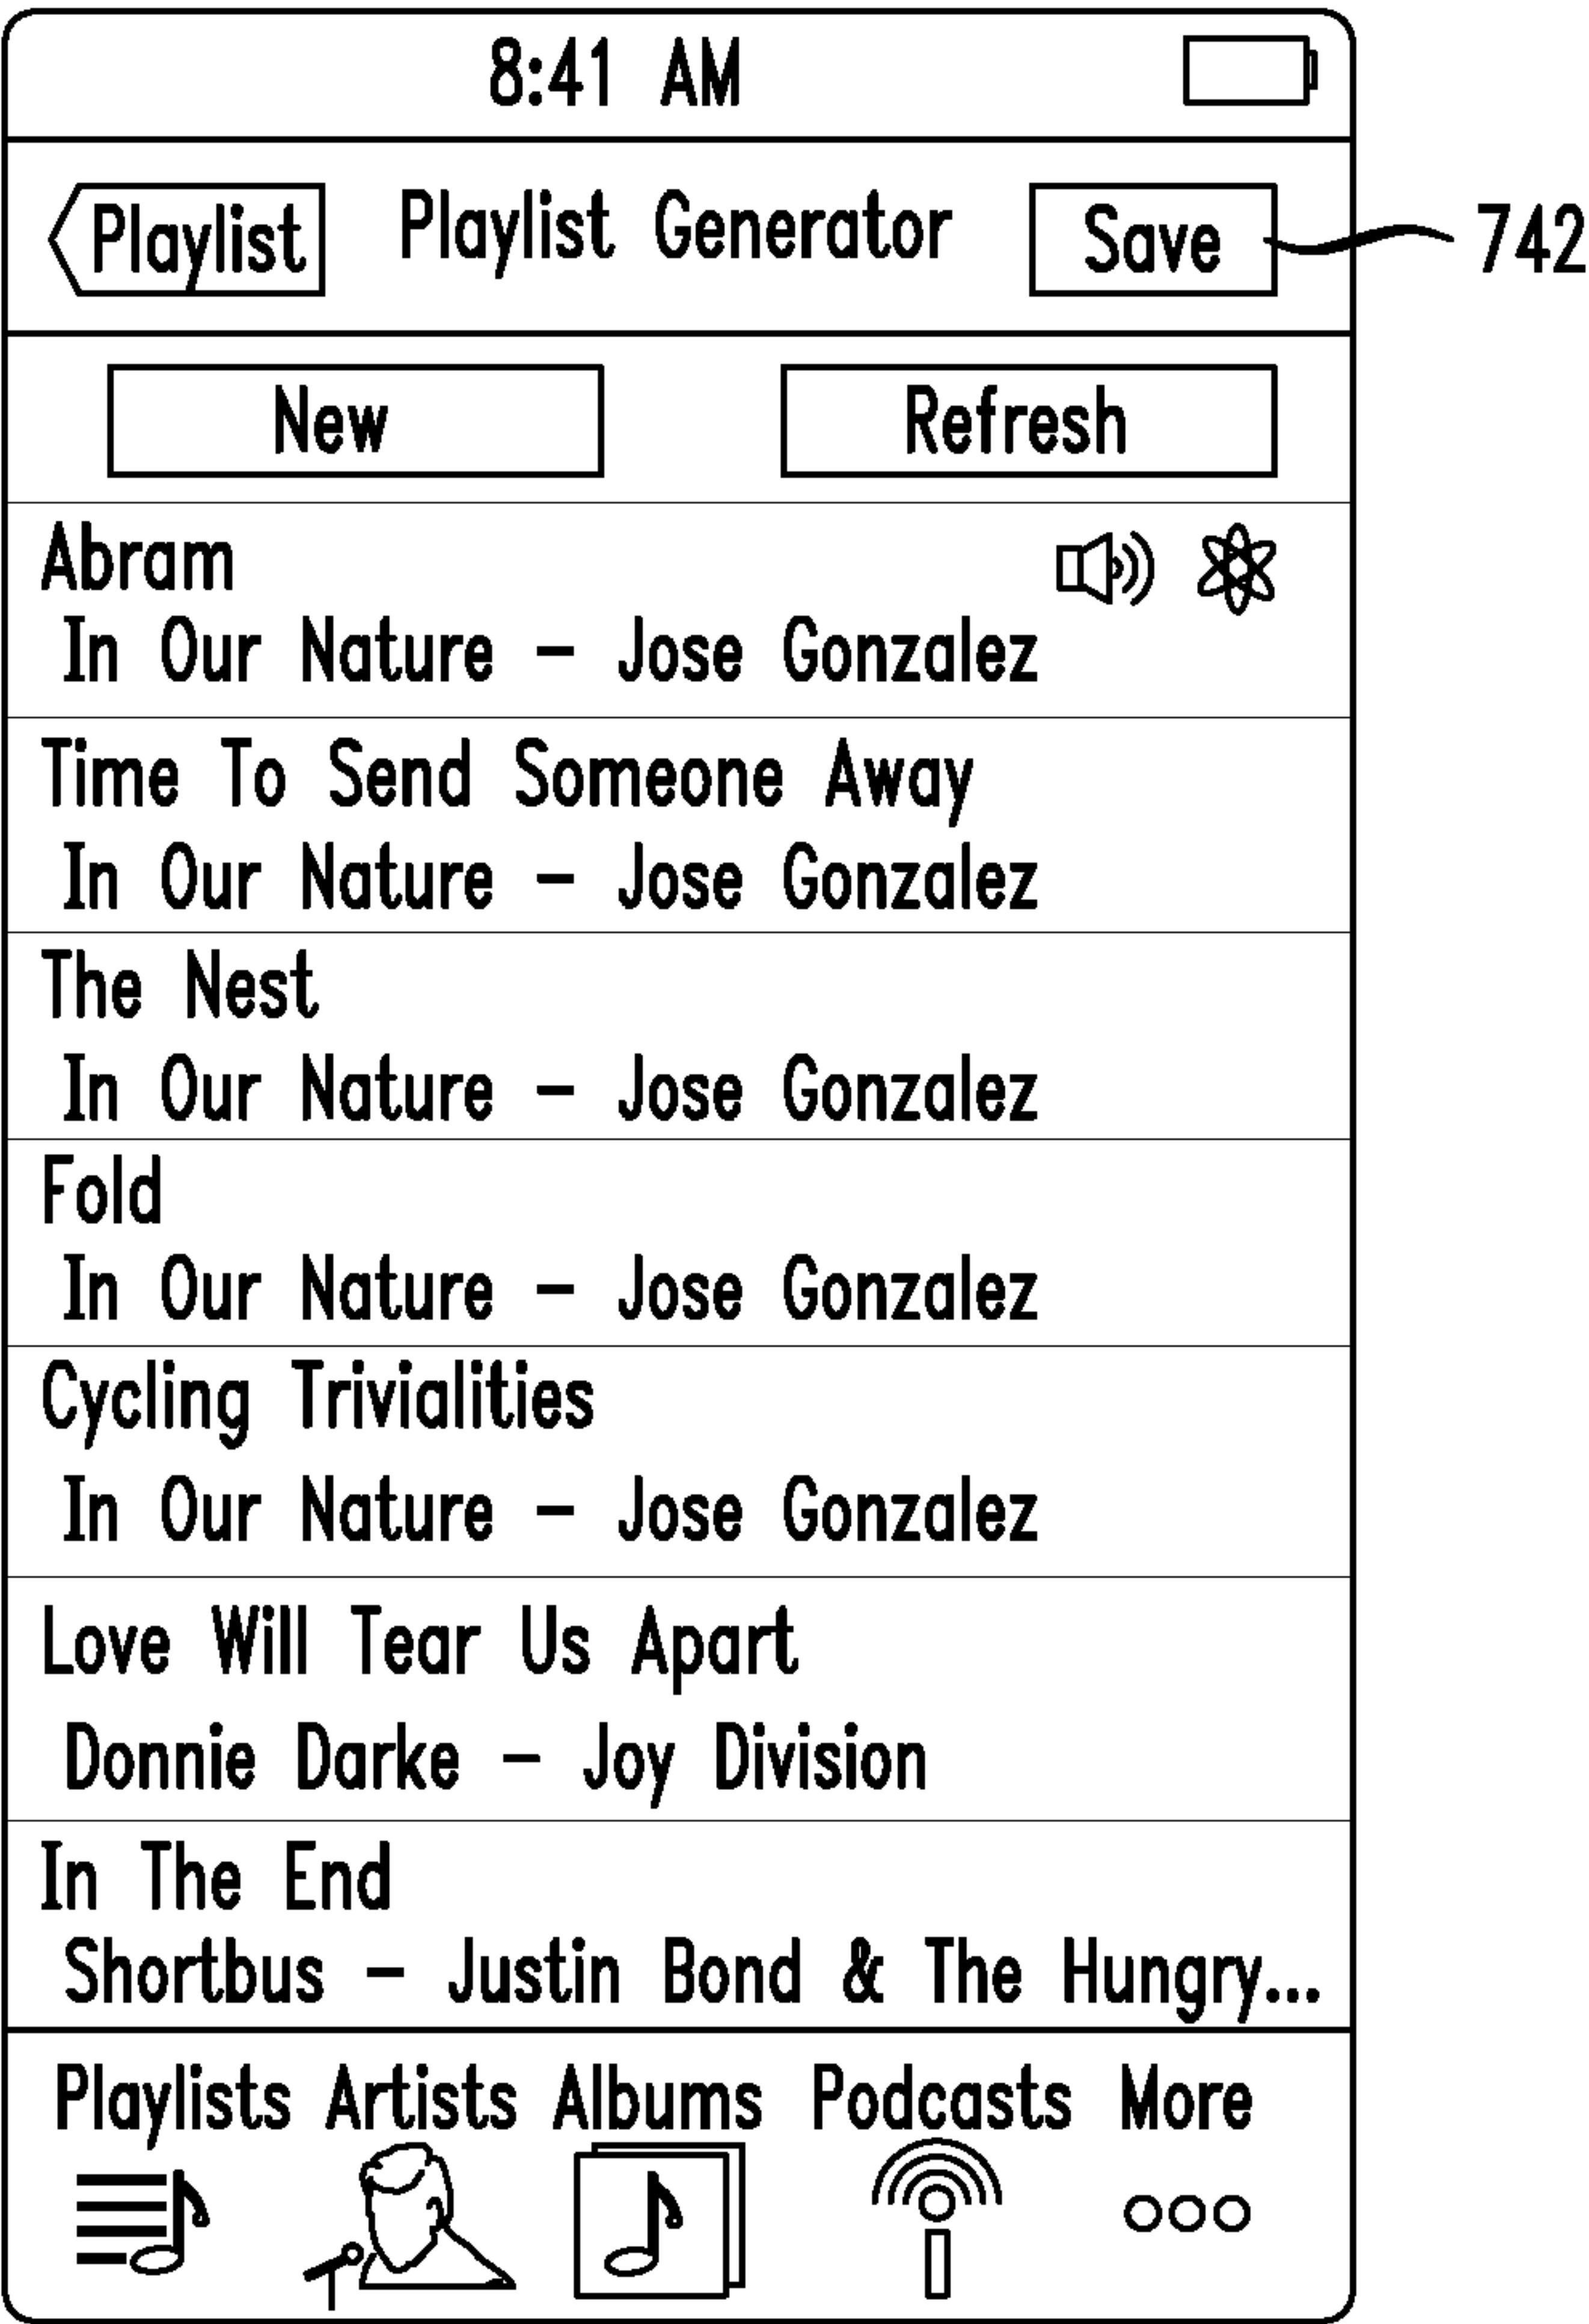 8:41 AM
Playlist Playlist Generator Save 742
New Refresh
Abram
In Our Nature - Jose Gonzalez
Time To Send Someone Away
In Our Nature - Jose Gonzalez
The Nest
In Our Nature - Jose Gonzalez
Fold
In Our Nature - Jose Gonzalez
Cycling Trivialities
In Our Nature - Jose Gonzalez
Love Will Tear Us Apart
Donnie Darke - Joy Division
In The End
Shortbus - Justin Bond & The Hungry...
Playlists Artists Albums Podcasts More